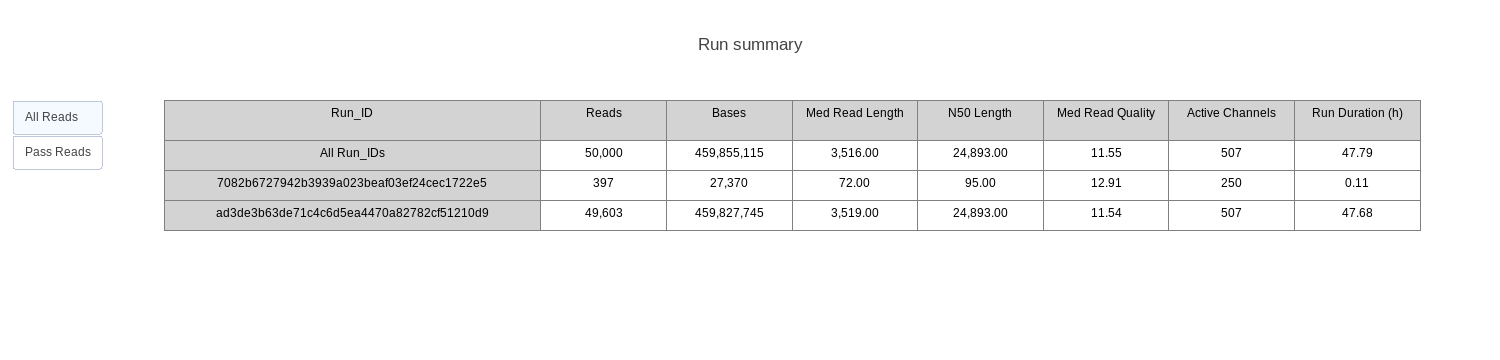 Run summary
All Reads
Pass Reads
Run_ID Reads Bases Med Read Length N50 Length Med Read Quality Active Channels Run Duration (h)
All Run_IDs 50,000 459,855,115 3,516.00 24,893.00 11.55 507 47.79
7082b6727942b3939a023beaf03ef24cec1722e5 397 27,370 72.00 95.00 12.91 250 0.11
ad3de3b63de71c4c6d5ea4470a82782cf51210d9 49,603 459,827,745 3,519.00 24,893.00 11.54 507 47.68